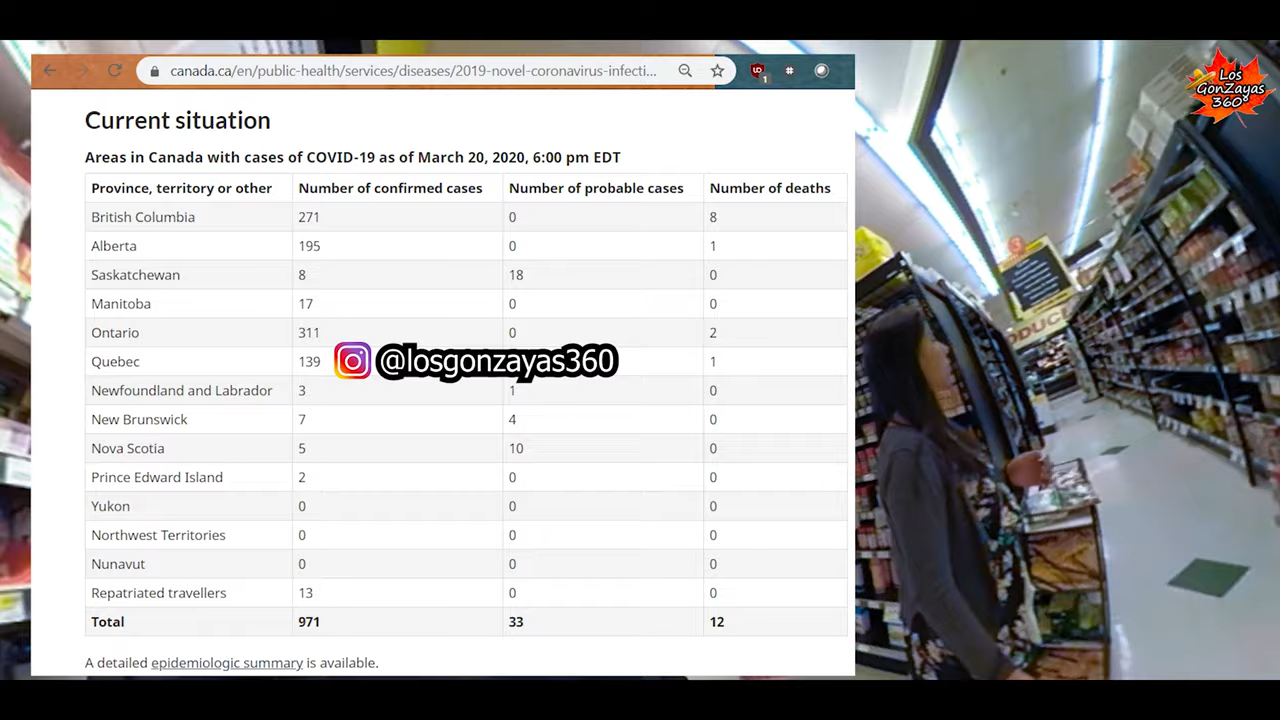 canada.ca/en/public-health/services/diseases/2019-novel-coronavirus-infecti...
UD
1
Los
GonZayas
360°
Current situation
Areas in Canada with cases of COVID-19 as of March 20, 2020, 6:00 pm EDT
Province, territory or other Number of confirmed cases Number of probable cases Number of deaths
British Columbia 271 0 8
Alberta 195 0 1
Saskatchewan 8 18 0
Manitoba 17 0 0
Ontario 311 0 2
Quebec 139 1
@losgonzayas360
Newfoundland and Labrador 3 1 0
New Brunswick 7 4 0
Nova Scotia 5 10 0
Prince Edward Island 2 0 0
Yukon 0 0 0
Northwest Territories 0 0 0
Nunavut 0 0 0
Repatriated travellers 13 0 0
Total 971 33 12
A detailed epidemiologic summary is available.
3